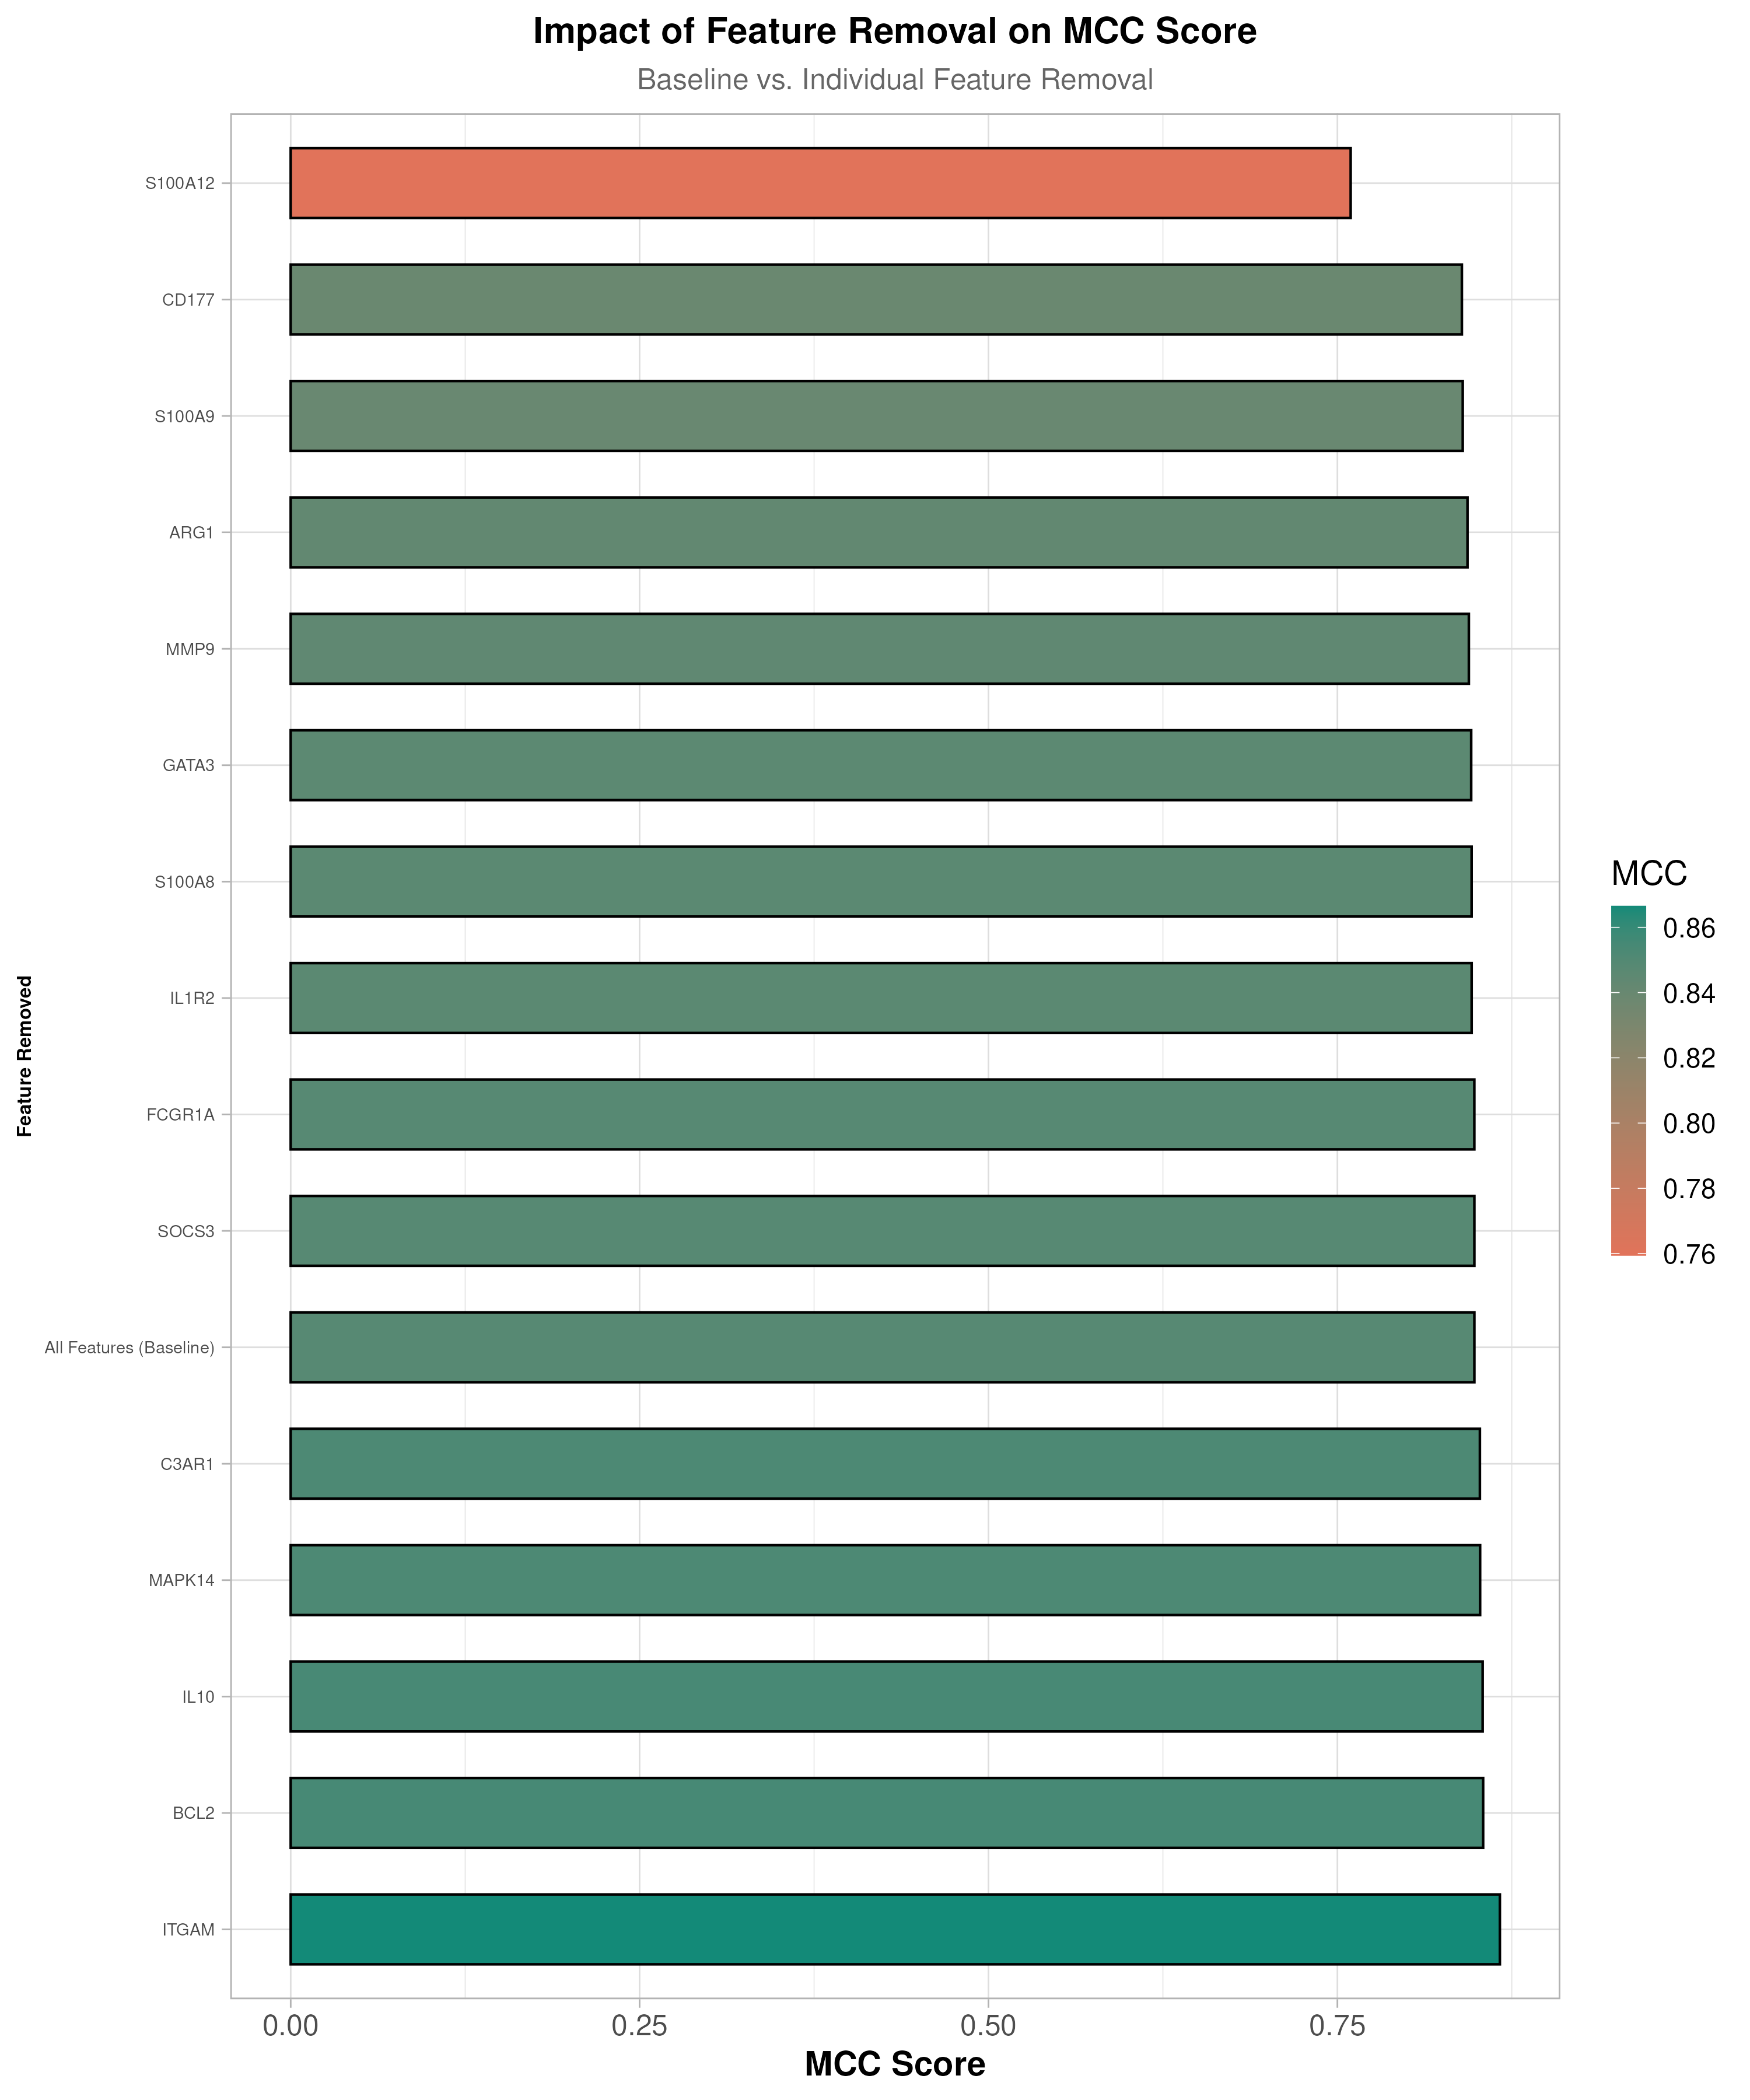 Impact of Feature Removal on MCC Score
Baseline vs. Individual Feature Removal
Feature Removed
S100A12
CD177
S100A9
ARG1
MMP9
GATA3
S100A8
IL1R2
FCGR1A
SOCS3
All Features (Baseline)
C3AR1
MAPK14
IL10
BCL2
ITGAM
0.00 0.25 0.50 0.75
MCC Score
MCC
0.86
0.84
0.82
0.80
0.78
0.76